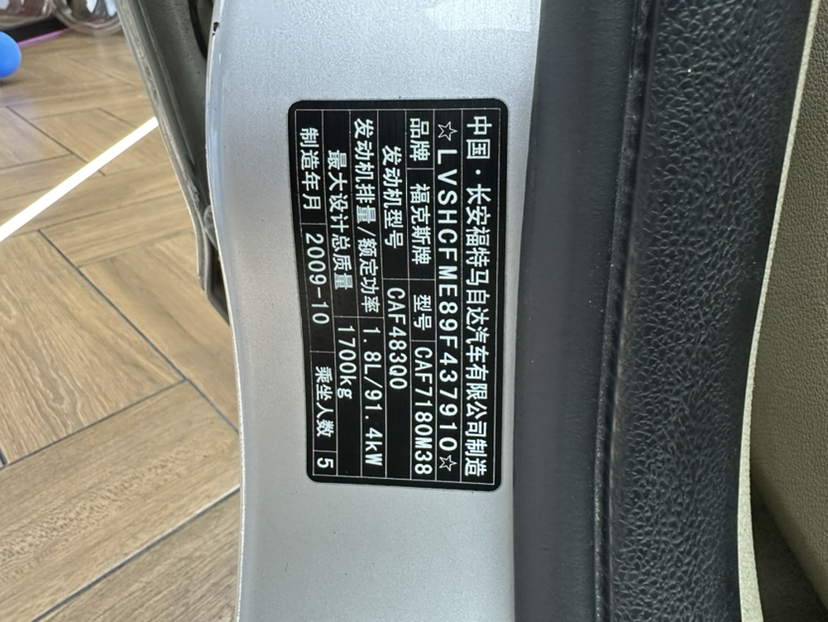 中国·长安福特马自达汽车有限公司制造
☆LVSHCFME89F437910☆
品牌 福克斯牌 型号 CAF7180M38
发动机型号 CAF483Q0
发动机排量/额定功率 1.8L/91.4kW
最大设计总质量 1700kg
制造年月 2009-10 乘坐人数 5